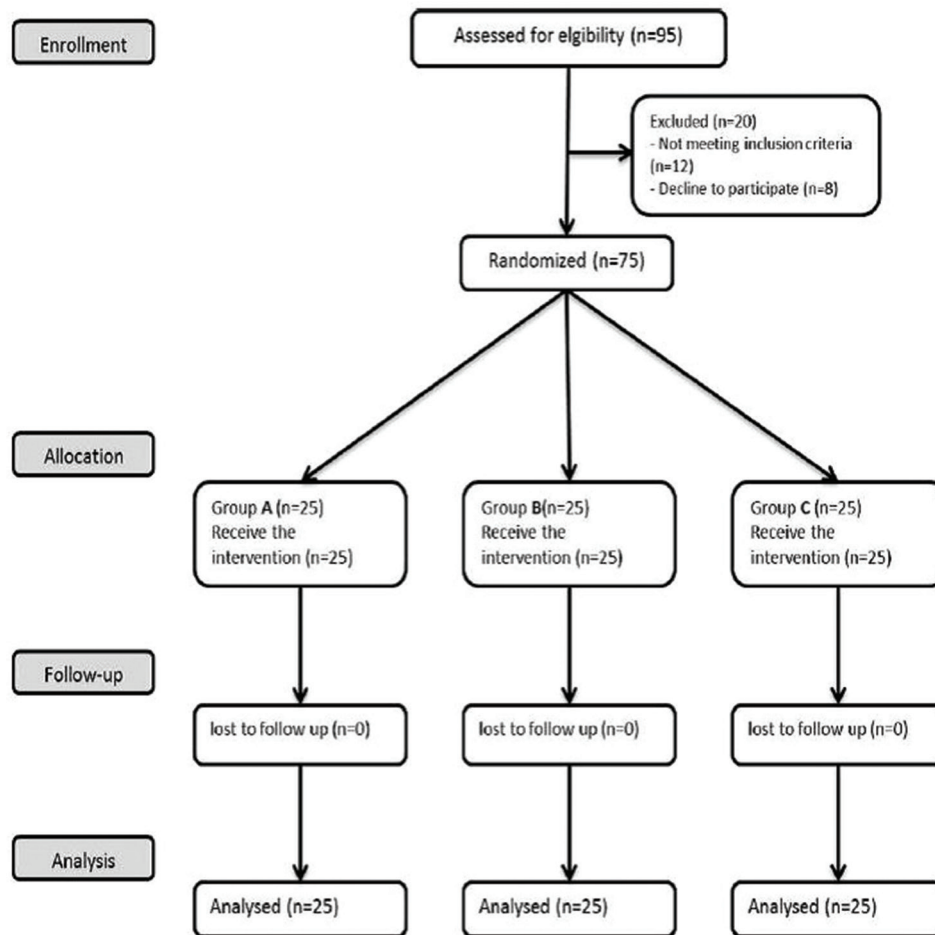 Enrollment
Assessed for elgibility (n=95)
Excluded (n=20)
- Not meeting inclusion criteria
(n=12)
- Decline to participate (n=8)
Randomized (n=75)
Allocation
Group A (n=25)
Receive the
intervention (n=25)
Group B(n=25)
Receive the
intervention (n=25)
Group C (n=25)
Receive the
intervention (n=25)
Follow-up
lost to follow up (n=0)
lost to follow up (n=0)
lost to follow up (n=0)
Analysis
Analysed (n=25)
Analysed (n=25)
Analysed (n=25)